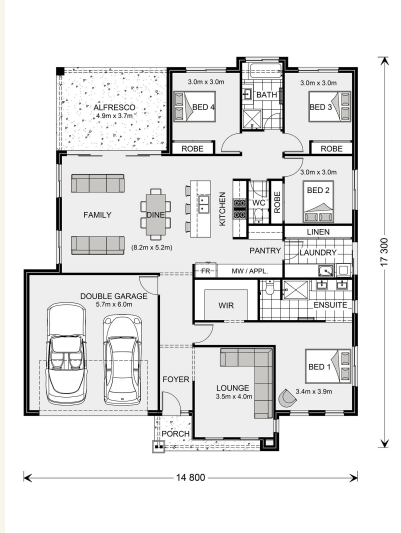 3.0m x 3.0m
3.0m x 3.0m
BATH
ALFRESCO
4.9m x 3.7m
BED 4
BED 3
ROBE
ROBE
3.0m x 3.0m
BED 2
KITCHEN
WC
ROBE
FAMILY
DINE
(8.2m x 5.2m)
LINEN
PANTRY
LAUNDRY
FR
MW / APPL.
17 300
DOUBLE GARAGE
5.7m x 6.0m
WIR
ENSUITE
BED 1
3.4m x 3.9m
FOYER
LOUNGE
3.5m x 4.0m
PORCH
14 800